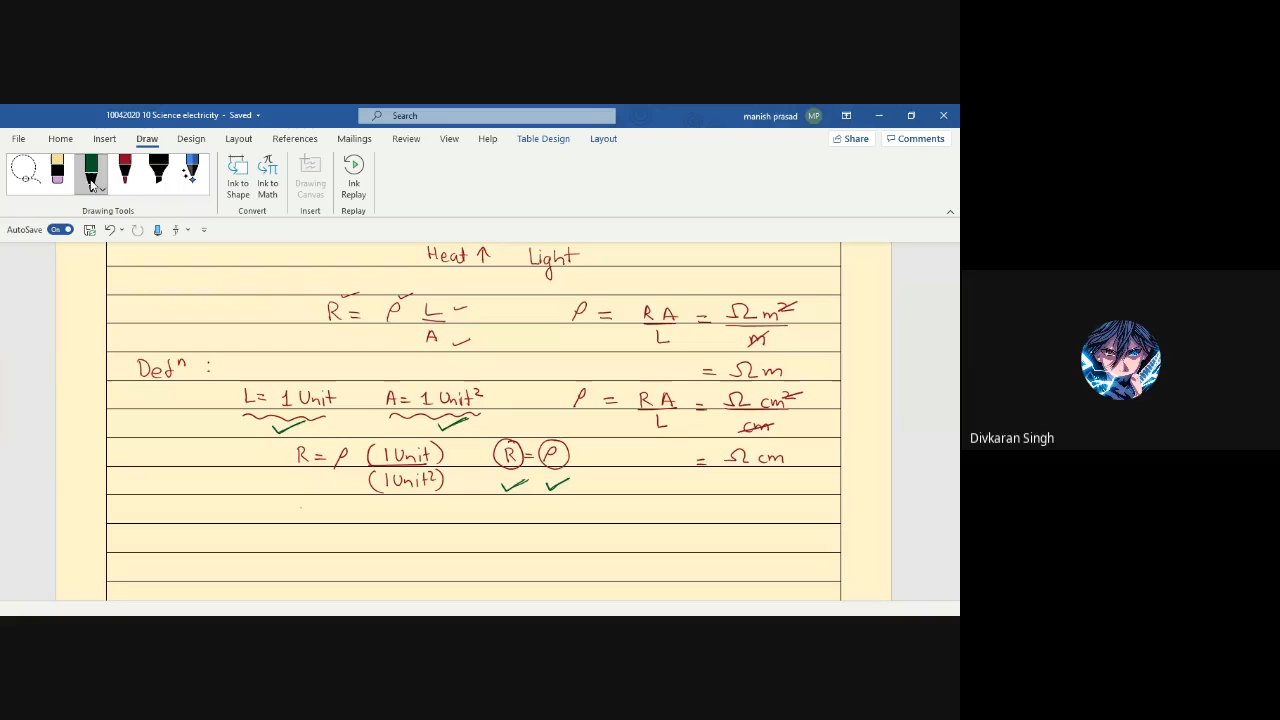 10042020 10 Science electricity - Saved
Search
manish prasad MP
File Home Insert Draw Design Layout References Mailings Review View Help Table Design Layout Share Comments
Ink to Shape Ink to Math Drawing Canvas Ink Replay
Drawing Tools Convert Insert Replay
AutoSave On
Heat ↑ Light
R = ρ L/A ρ = RA/L = Ω m²/m
Defⁿ : = Ω m
L = 1 Unit A = 1 Unit² ρ = RA/L = Ω cm²/cm
R = ρ (1 Unit)/(1 Unit²) R = ρ = Ω cm
Divkaran Singh